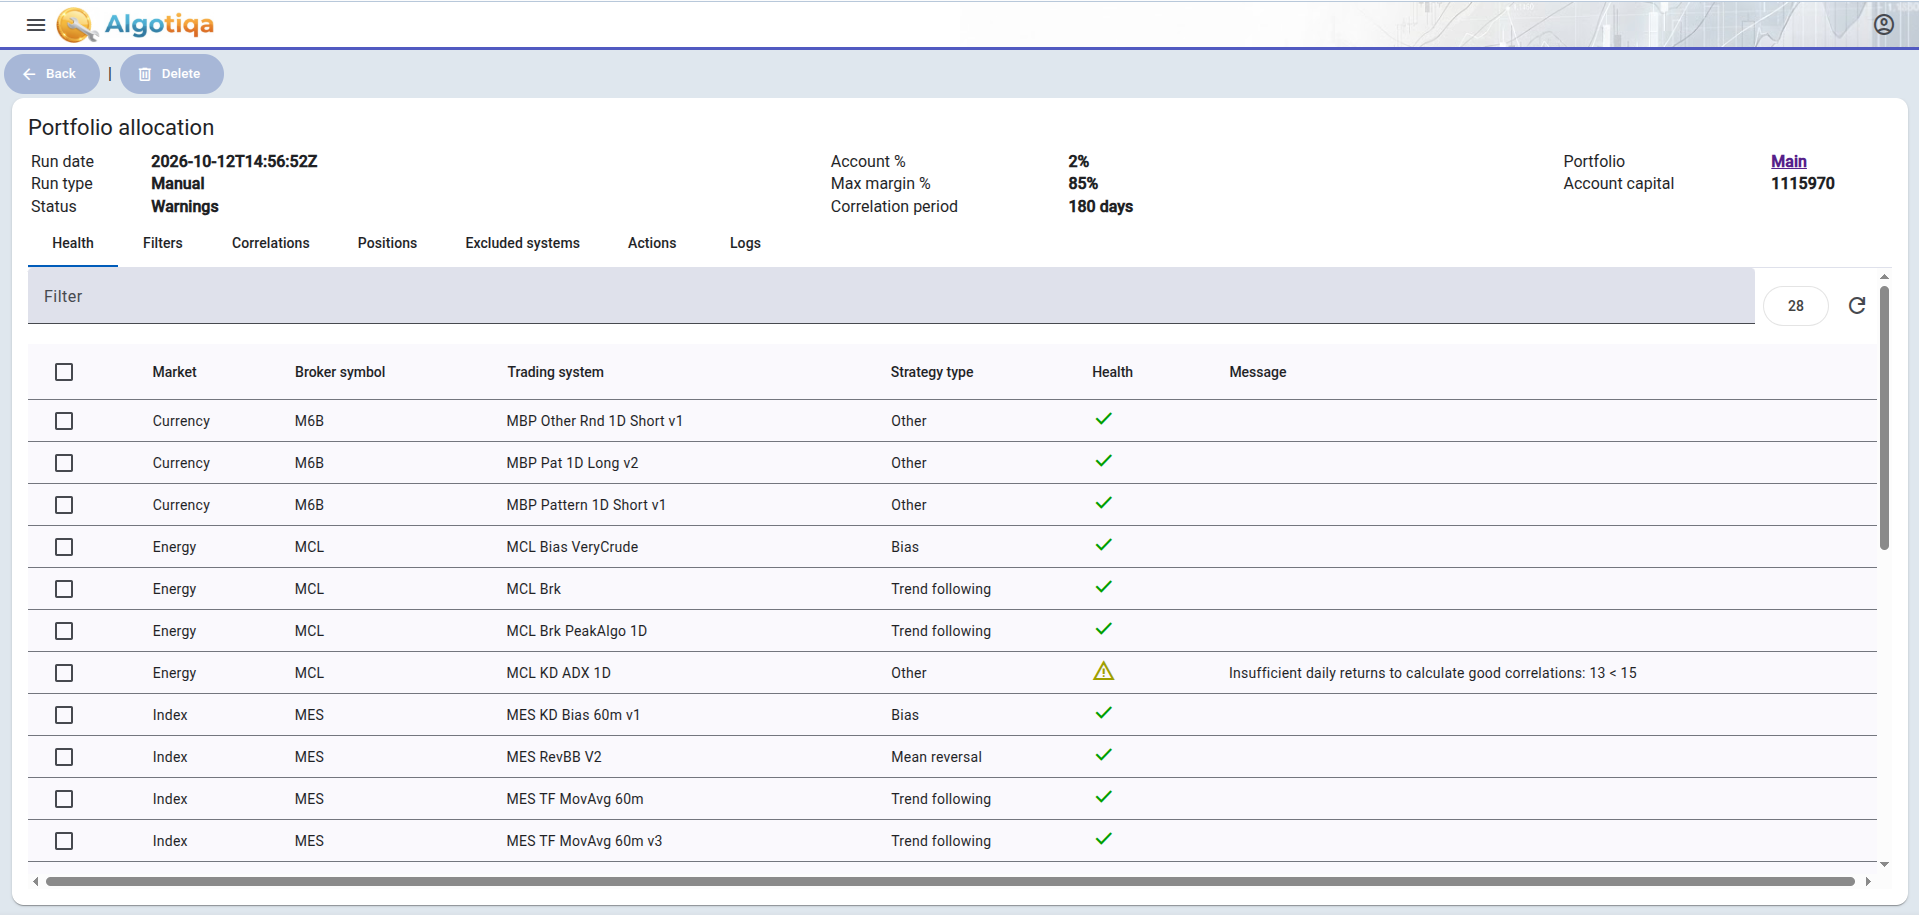 Algotiqa
Back | Delete
Portfolio allocation
Run date 2026-10-12T14:56:52Z Account % 2% Portfolio Main
Run type Manual Max margin % 85% Account capital 1115970
Status Warnings Correlation period 180 days
Health Filters Correlations Positions Excluded systems Actions Logs
Filter 28
Market Broker symbol Trading system Strategy type Health Message
Currency M6B MBP Other Rnd 1D Short v1 Other
Currency M6B MBP Pat 1D Long v2 Other
Currency M6B MBP Pattern 1D Short v1 Other
Energy MCL MCL Bias VeryCrude Bias
Energy MCL MCL Brk Trend following
Energy MCL MCL Brk PeakAlgo 1D Trend following
Energy MCL MCL KD ADX 1D Other Insufficient daily returns to calculate good correlations: 13 < 15
Index MES MES KD Bias 60m v1 Bias
Index MES MES RevBB V2 Mean reversal
Index MES MES TF MovAvg 60m Trend following
Index MES MES TF MovAvg 60m v3 Trend following